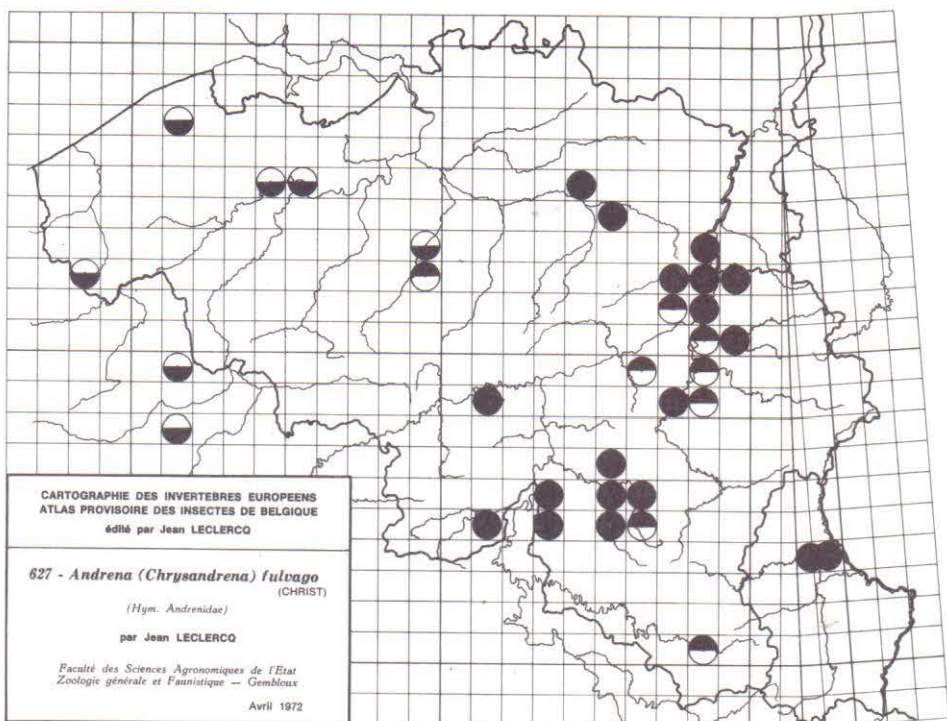 CARTOGRAPHIE DES INVERTEBRES EUROPEENS
ATLAS PROVISOIRE DES INSECTES DE BELGIQUE
édité par Jean LECLERCQ
627 - Andrena (Chrysandrena) fulvago
(CHRIST)
(Hym. Andrenidae)
par Jean LECLERCQ
Faculté des Sciences Agronomiques de l'Etat
Zoologie générale et Faunistique — Gembloux
Avril 1972